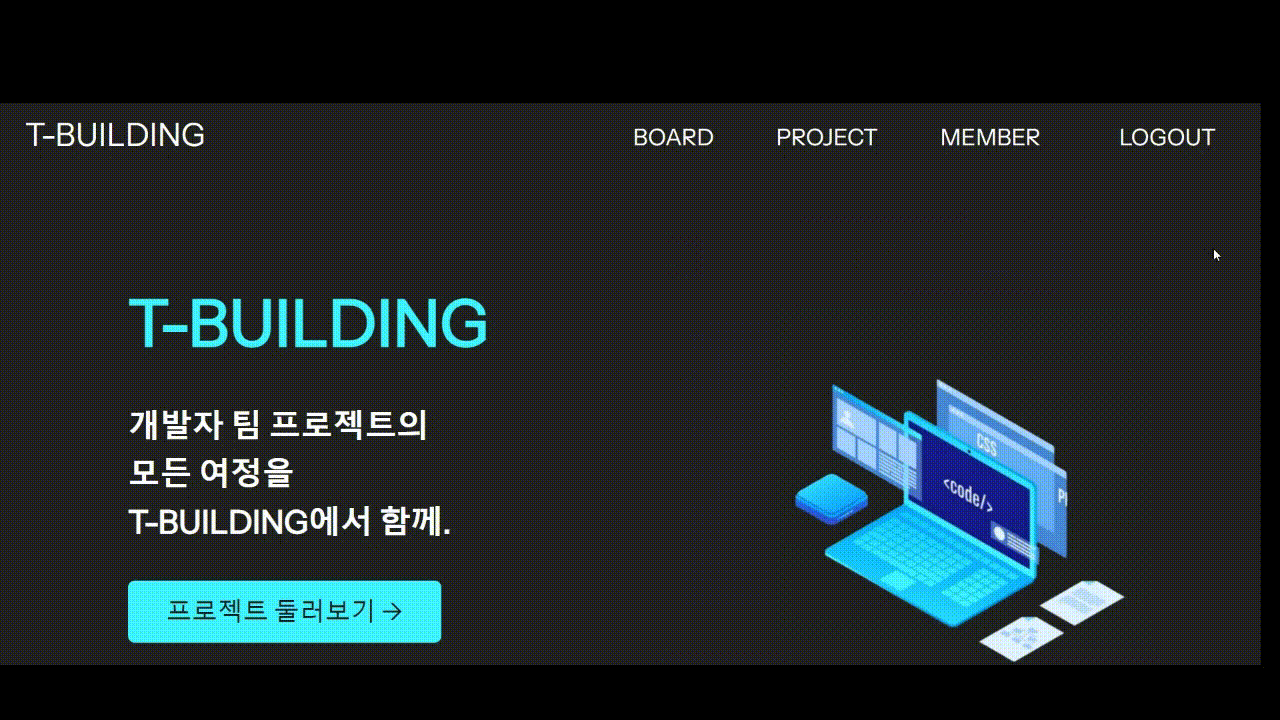 T-BUILDING
BOARD PROJECT MEMBER LOGOUT
T-BUILDING
개발자 팀 프로젝트의
모든 여정을
T-BUILDING에서 함께.
프로젝트 둘러보기 →
CSS
<code/>